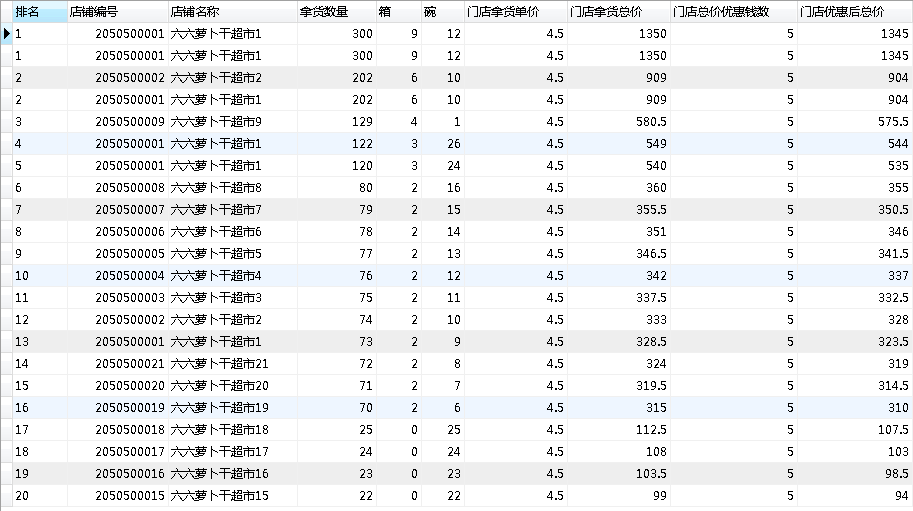 排名 店铺编号 店铺名称 拿货数量 箱 碗 门店拿货单价 门店拿货总价 门店总价优惠钱数 门店优惠后总价
1 2050500001 六六萝卜干超市1 300 9 12 4.5 1350 5 1345
1 2050500001 六六萝卜干超市1 300 9 12 4.5 1350 5 1345
2 2050500002 六六萝卜干超市2 202 6 10 4.5 909 5 904
2 2050500001 六六萝卜干超市1 202 6 10 4.5 909 5 904
3 2050500009 六六萝卜干超市9 129 4 1 4.5 580.5 5 575.5
4 2050500001 六六萝卜干超市1 122 3 26 4.5 549 5 544
5 2050500001 六六萝卜干超市1 120 3 24 4.5 540 5 535
6 2050500008 六六萝卜干超市8 80 2 16 4.5 360 5 355
7 2050500007 六六萝卜干超市7 79 2 15 4.5 355.5 5 350.5
8 2050500006 六六萝卜干超市6 78 2 14 4.5 351 5 346
9 2050500005 六六萝卜干超市5 77 2 13 4.5 346.5 5 341.5
10 2050500004 六六萝卜干超市4 76 2 12 4.5 342 5 337
11 2050500003 六六萝卜干超市3 75 2 11 4.5 337.5 5 332.5
12 2050500002 六六萝卜干超市2 74 2 10 4.5 333 5 328
13 2050500001 六六萝卜干超市1 73 2 9 4.5 328.5 5 323.5
14 2050500021 六六萝卜干超市21 72 2 8 4.5 324 5 319
15 2050500020 六六萝卜干超市20 71 2 7 4.5 319.5 5 314.5
16 2050500019 六六萝卜干超市19 70 2 6 4.5 315 5 310
17 2050500018 六六萝卜干超市18 25 0 25 4.5 112.5 5 107.5
18 2050500017 六六萝卜干超市17 24 0 24 4.5 108 5 103
19 2050500016 六六萝卜干超市16 23 0 23 4.5 103.5 5 98.5
20 2050500015 六六萝卜干超市15 22 0 22 4.5 99 5 94